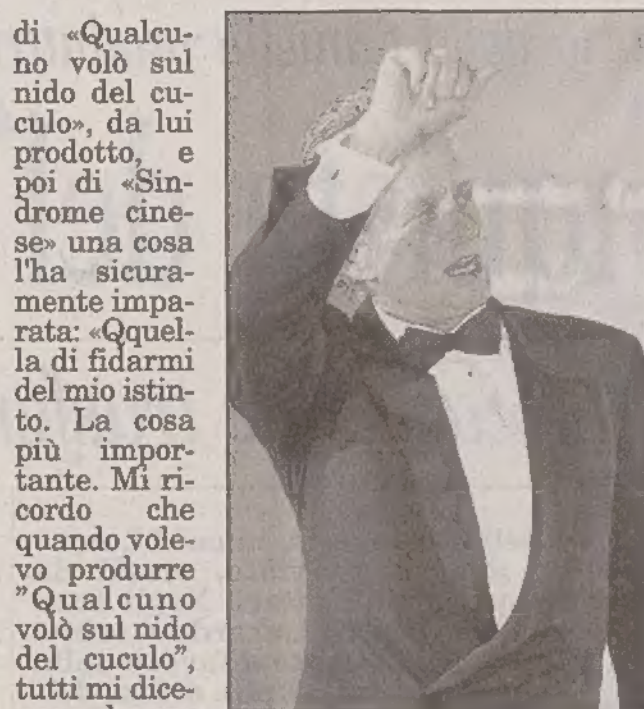 di «Qualcu-
no volò sul
nido del cu-
culo», da lui
prodotto, e
poi di «Sin-
drome cine-
se» una cosa
l'ha sicura-
mente impa-
rata: «Qquel-
la di fidarmi
del mio istin-
to. La cosa
più impor-
tante. Mi ri-
cordo che
quando vole-
vo produrre
"Qualcuno
volò sul nido
del cuculo",
tutti mi dice-